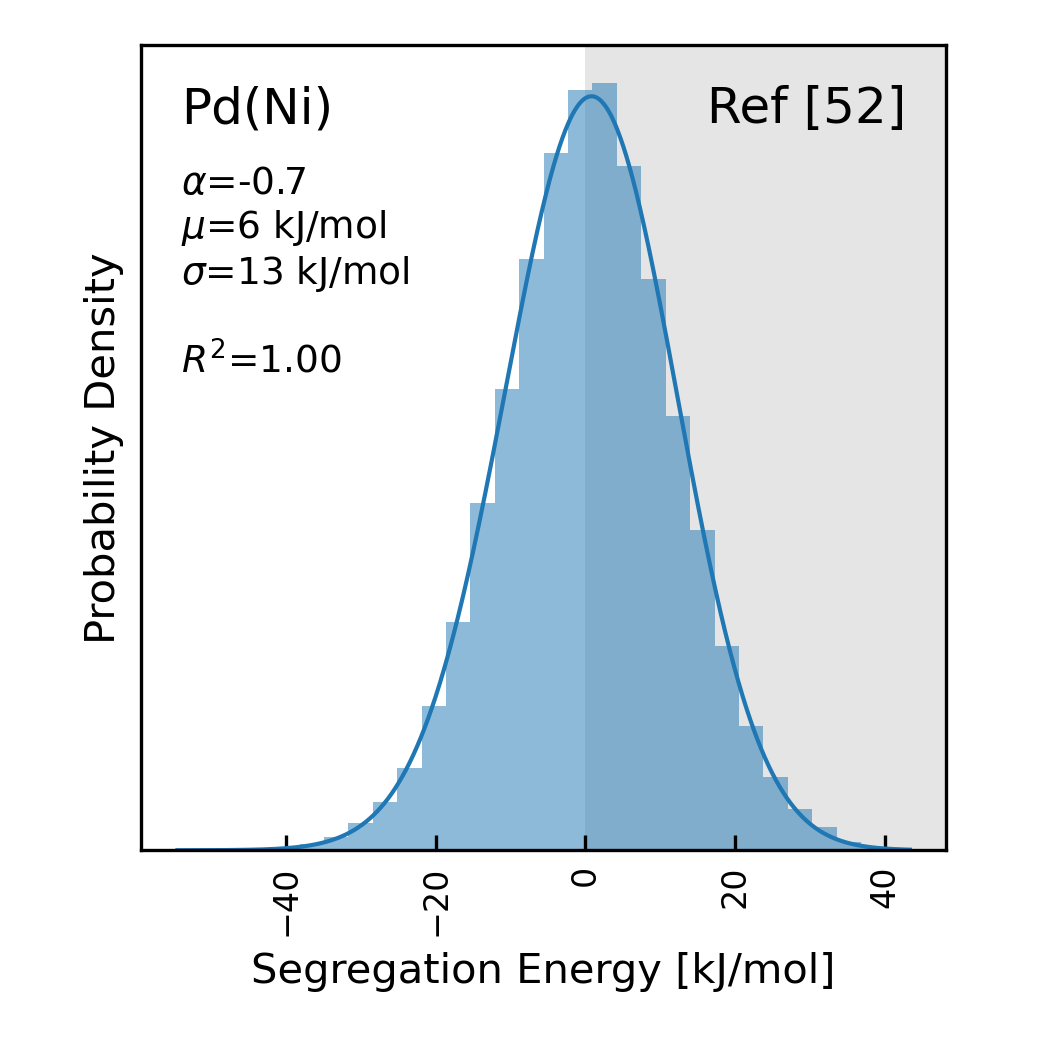 Pd(Ni)
Ref [52]
α=-0.7
μ=6 kJ/mol
σ=13 kJ/mol
R²=1.00
Probability Density
−40
−20
0
20
40
Segregation Energy [kJ/mol]